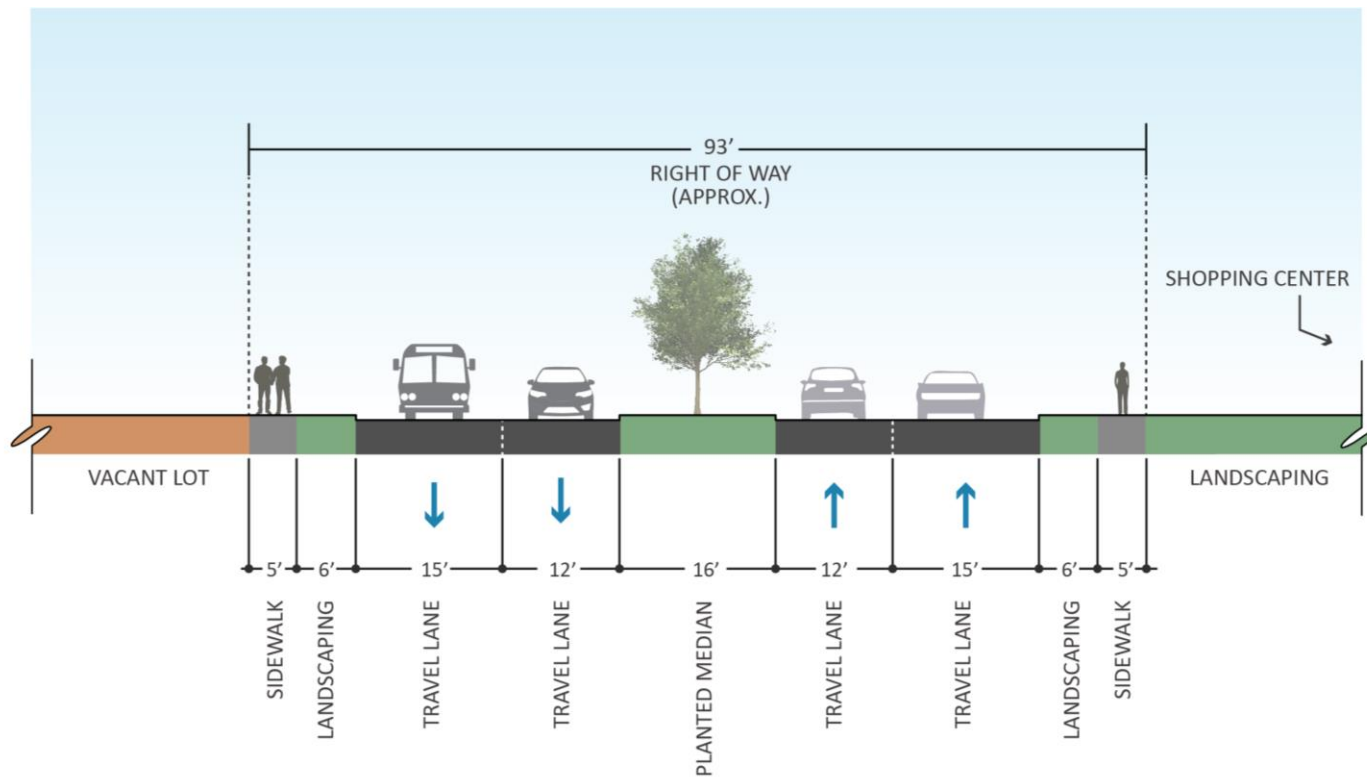 93’
RIGHT OF WAY
(APPROX.)
SHOPPING CENTER
VACANT LOT
LANDSCAPING
5’
6’
15’
12’
16’
12’
15’
6’
5’
SIDEWALK
LANDSCAPING
TRAVEL LANE
TRAVEL LANE
PLANTED MEDIAN
TRAVEL LANE
TRAVEL LANE
LANDSCAPING
SIDEWALK